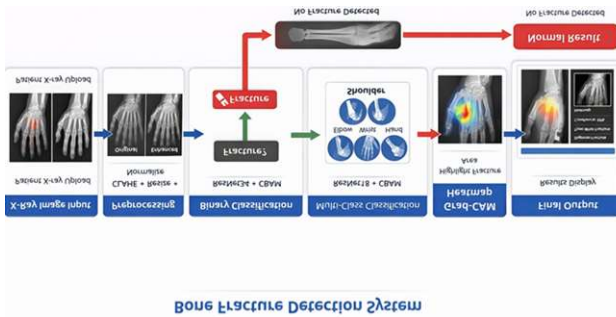 Bone Fracture Detection System
X-Ray Image Input
Patient X-ray Upload
Patient X-ray Upload
Preprocessing
CLAHE + Resize +
Normalize
Original Enhanced
Binary Classification
ResNet34 + CBAM
Fracture?
Fracture
Multi-Class Classification
ResNet18 + CBAM
Elbow Wrist Hand
Shoulder
Grad-CAM
Heatmap
Highlight Fracture
Area
Final Output
Results Display
No Fracture Detected
Normal Result
No Fracture Detected